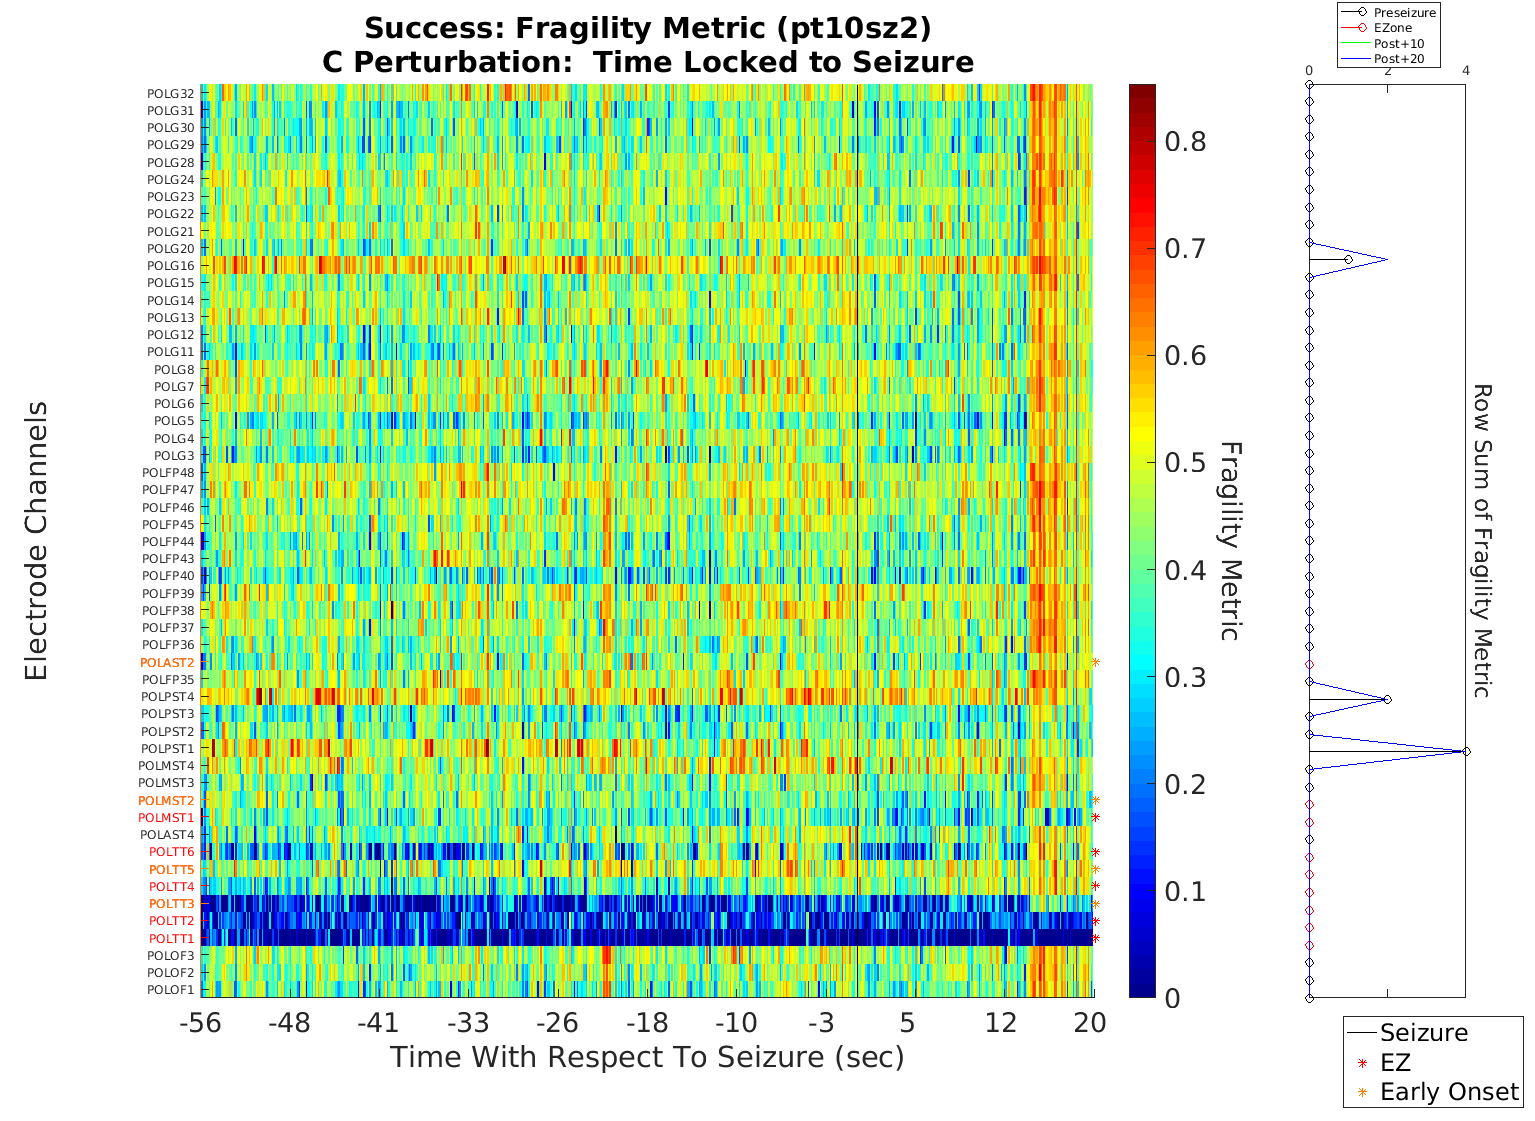 Success: Fragility Metric (pt10sz2)
C Perturbation:  Time Locked to Seizure
Electrode Channels
POLG32
POLG31
POLG30
POLG29
POLG28
POLG24
POLG23
POLG22
POLG21
POLG20
POLG16
POLG15
POLG14
POLG13
POLG12
POLG11
POLG8
POLG7
POLG6
POLG5
POLG4
POLG3
POLFP48
POLFP47
POLFP46
POLFP45
POLFP44
POLFP43
POLFP40
POLFP39
POLFP38
POLFP37
POLFP36
POLAST2
POLFP35
POLPST4
POLPST3
POLPST2
POLPST1
POLMST4
POLMST3
POLMST2
POLMST1
POLAST4
POLTT6
POLTT5
POLTT4
POLTT3
POLTT2
POLTT1
POLOF3
POLOF2
POLOF1
-56 -48 -41 -33 -26 -18 -10 -3 5 12 20
Time With Respect To Seizure (sec)
0.8
0.7
0.6
0.5
0.4
0.3
0.2
0.1
0
Fragility Metric
Preseizure
EZone
Post+10
Post+20
0 2 4
Row Sum of Fragility Metric
Seizure
EZ
Early Onset